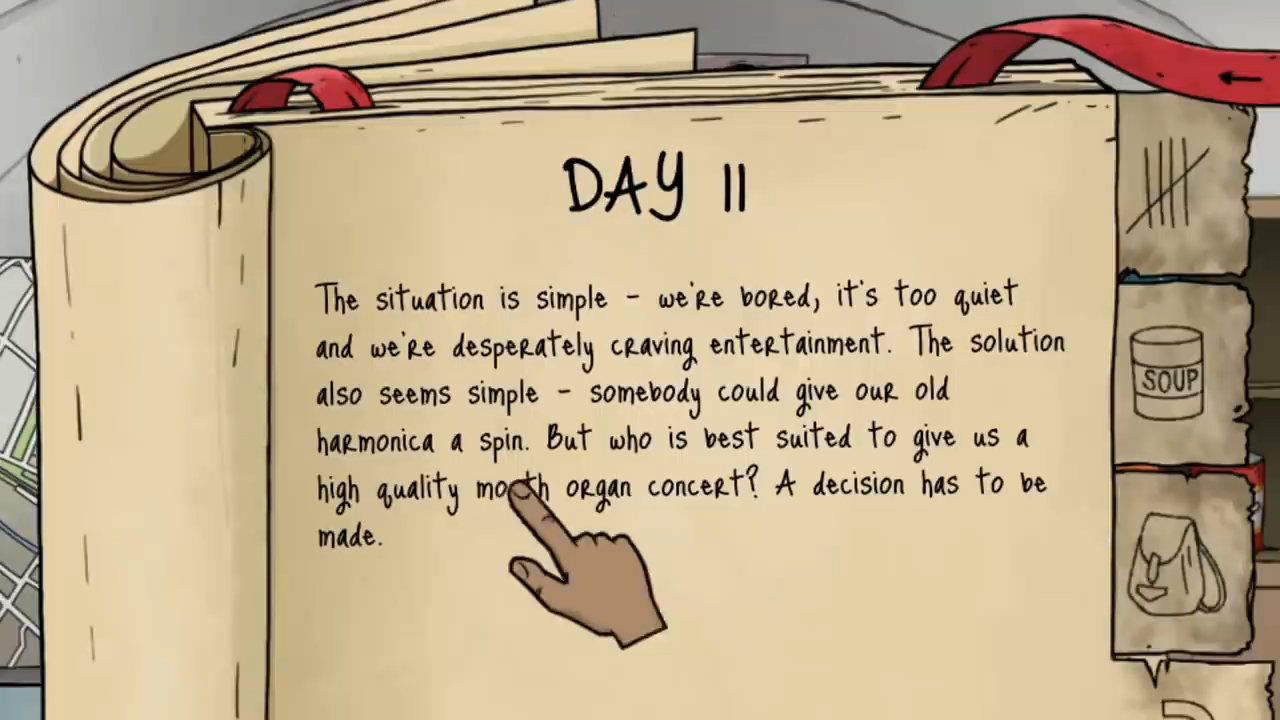 DAY 11
The situation is simple - we're bored, it's too quiet
and we're desperately craving entertainment. The solution
also seems simple - somebody could give our old
harmonica a spin. But who is best suited to give us a
high quality mouth organ concert? A decision has to be
made.
SOUP